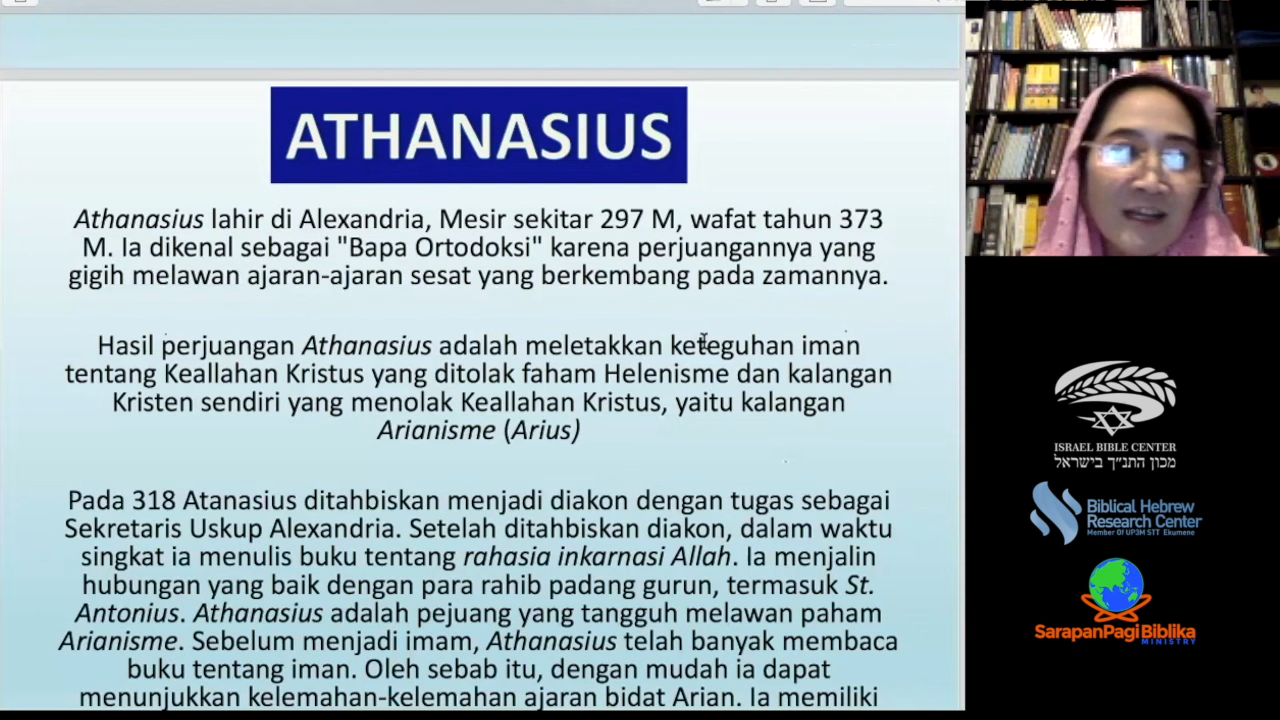 ATHANASIUS
Athanasius lahir di Alexandria, Mesir sekitar 297 M, wafat tahun 373
M. Ia dikenal sebagai "Bapa Ortodoksi" karena perjuangannya yang
gigih melawan ajaran-ajaran sesat yang berkembang pada zamannya.
Hasil perjuangan Athanasius adalah meletakkan keteguhan iman
tentang Keallahan Kristus yang ditolak faham Helenisme dan kalangan
Kristen sendiri yang menolak Keallahan Kristus, yaitu kalangan
Arianisme (Arius)
Pada 318 Atanasius ditahbiskan menjadi diakon dengan tugas sebagai
Sekretaris Uskup Alexandria. Setelah ditahbiskan diakon, dalam waktu
singkat ia menulis buku tentang rahasia inkarnasi Allah. Ia menjalin
hubungan yang baik dengan para rahib padang gurun, termasuk St.
Antonius. Athanasius adalah pejuang yang tangguh melawan paham
Arianisme. Sebelum menjadi imam, Athanasius telah banyak membaca
buku tentang iman. Oleh sebab itu, dengan mudah ia dapat
menunjukkan kelemahan-kelemahan ajaran bidat Arian. Ia memiliki
ISRAEL BIBLE CENTER
מכון התנ״ך בישראל
Biblical Hebrew
Research Center
Member Of UP3M STT Ekumene
SarapanPagi Biblika
MINISTRY